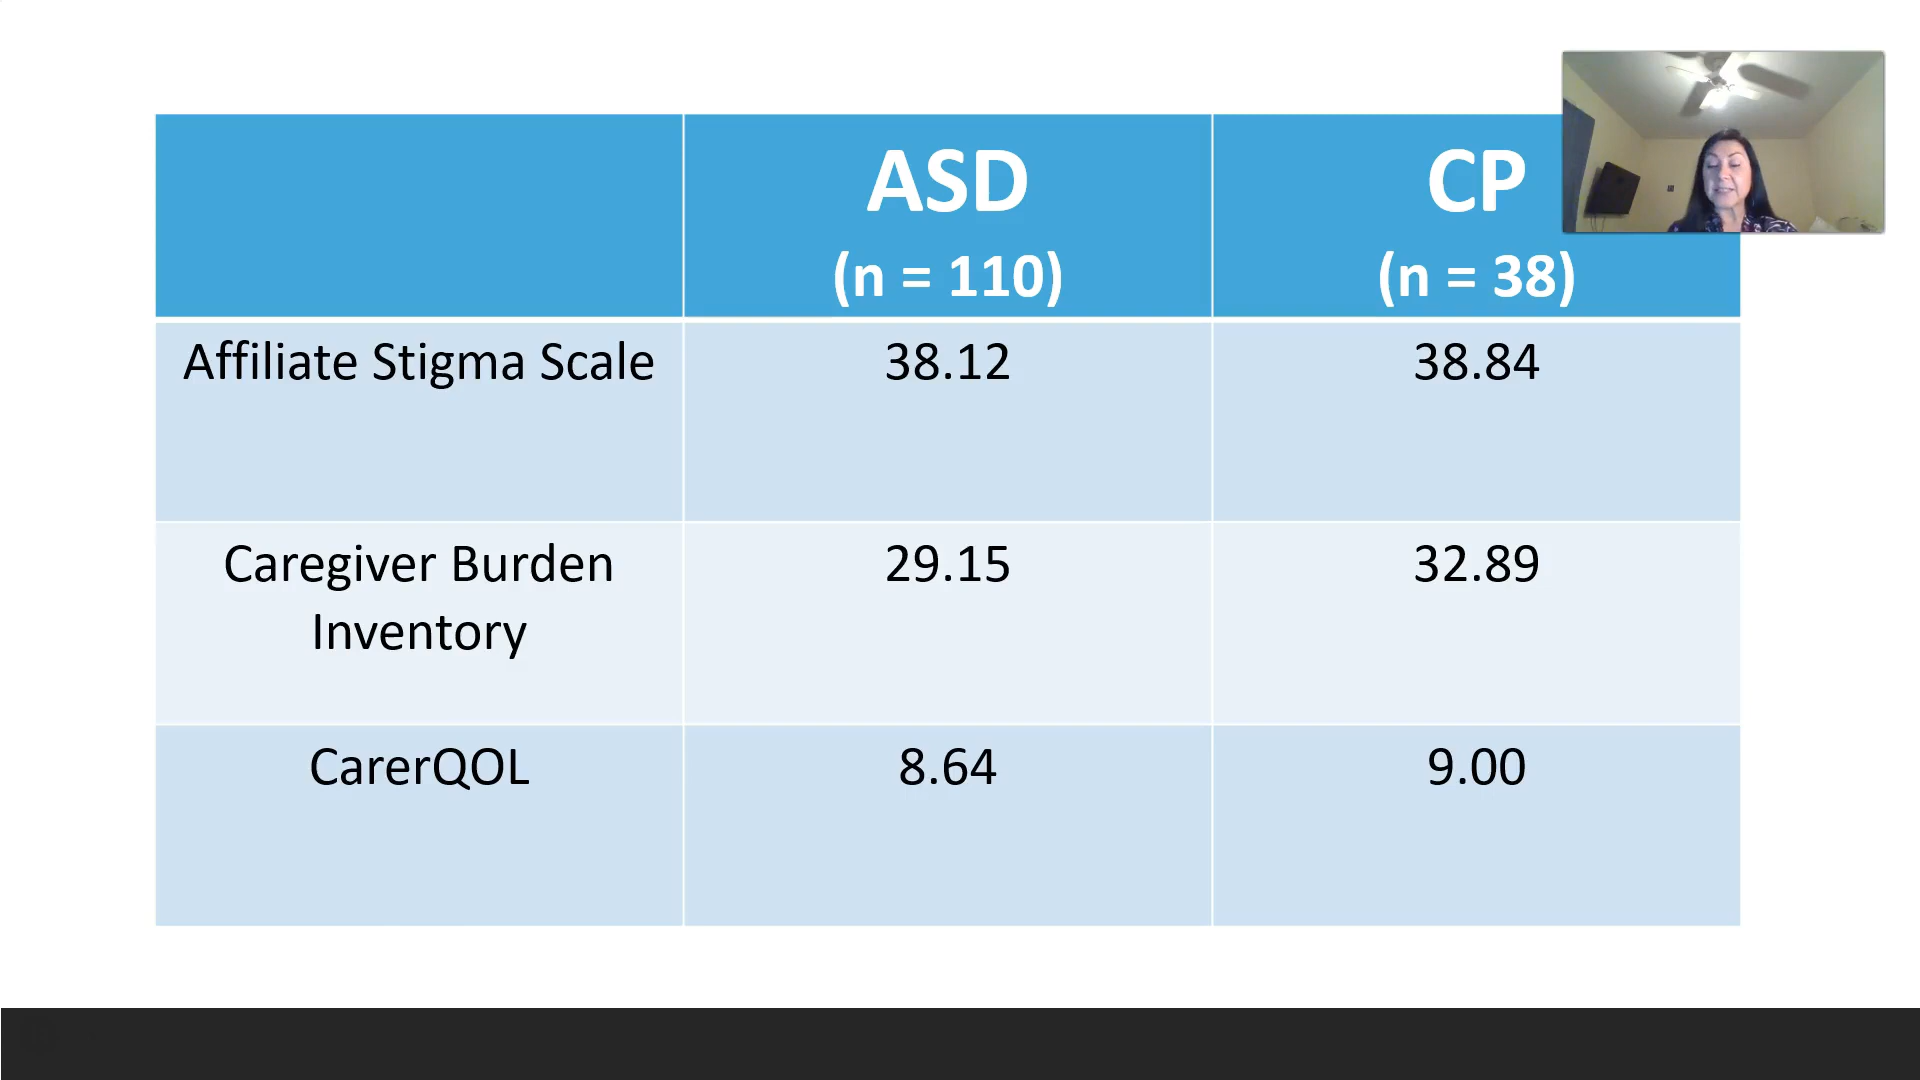 ASD CP
(n = 110) (n = 38)
Affiliate Stigma Scale 38.12 38.84
Caregiver Burden 29.15 32.89
Inventory
CarerQOL 8.64 9.00